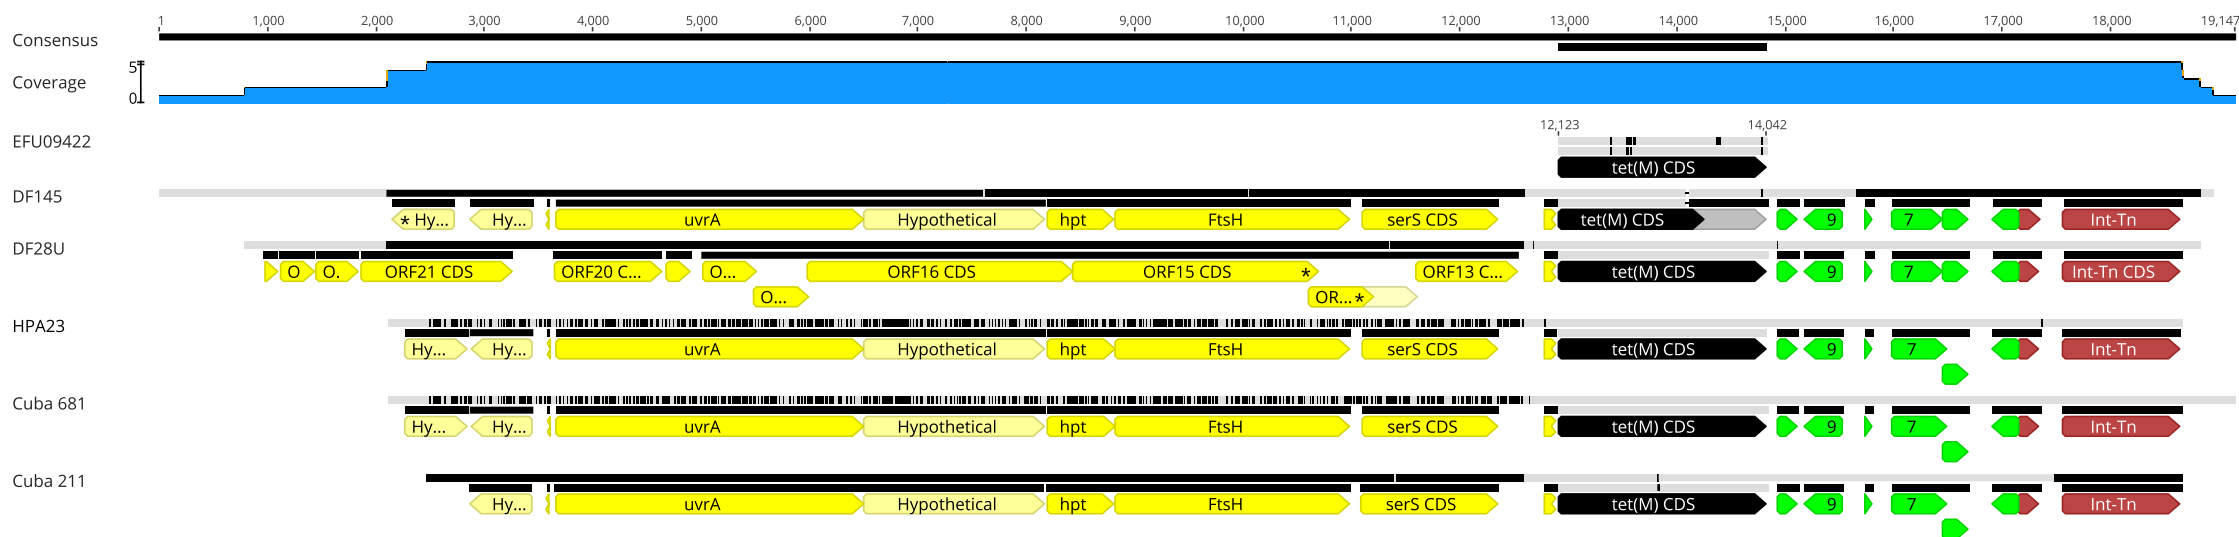 1 1,000 2,000 3,000 4,000 5,000 6,000 7,000 8,000 9,000 10,000 11,000 12,000 13,000 14,000 15,000 16,000 17,000 18,000 19,147
Consensus
Coverage 5 0
12,123 14,042
EFU09422
tet(M) CDS
DF145
* Hy... Hy... uvrA Hypothetical hpt FtsH serS CDS tet(M) CDS 9 7 Int-Tn
DF28U
O O. ORF21 CDS ORF20 C... O... ORF16 CDS ORF15 CDS * ORF13 C... tet(M) CDS 9 7 Int-Tn CDS
O... OR... *
HPA23
Hy... Hy... uvrA Hypothetical hpt FtsH serS CDS tet(M) CDS 9 7 Int-Tn
Cuba 681
Hy... Hy... uvrA Hypothetical hpt FtsH serS CDS tet(M) CDS 9 7 Int-Tn
Cuba 211
Hy... uvrA Hypothetical hpt FtsH serS CDS tet(M) CDS 9 7 Int-Tn